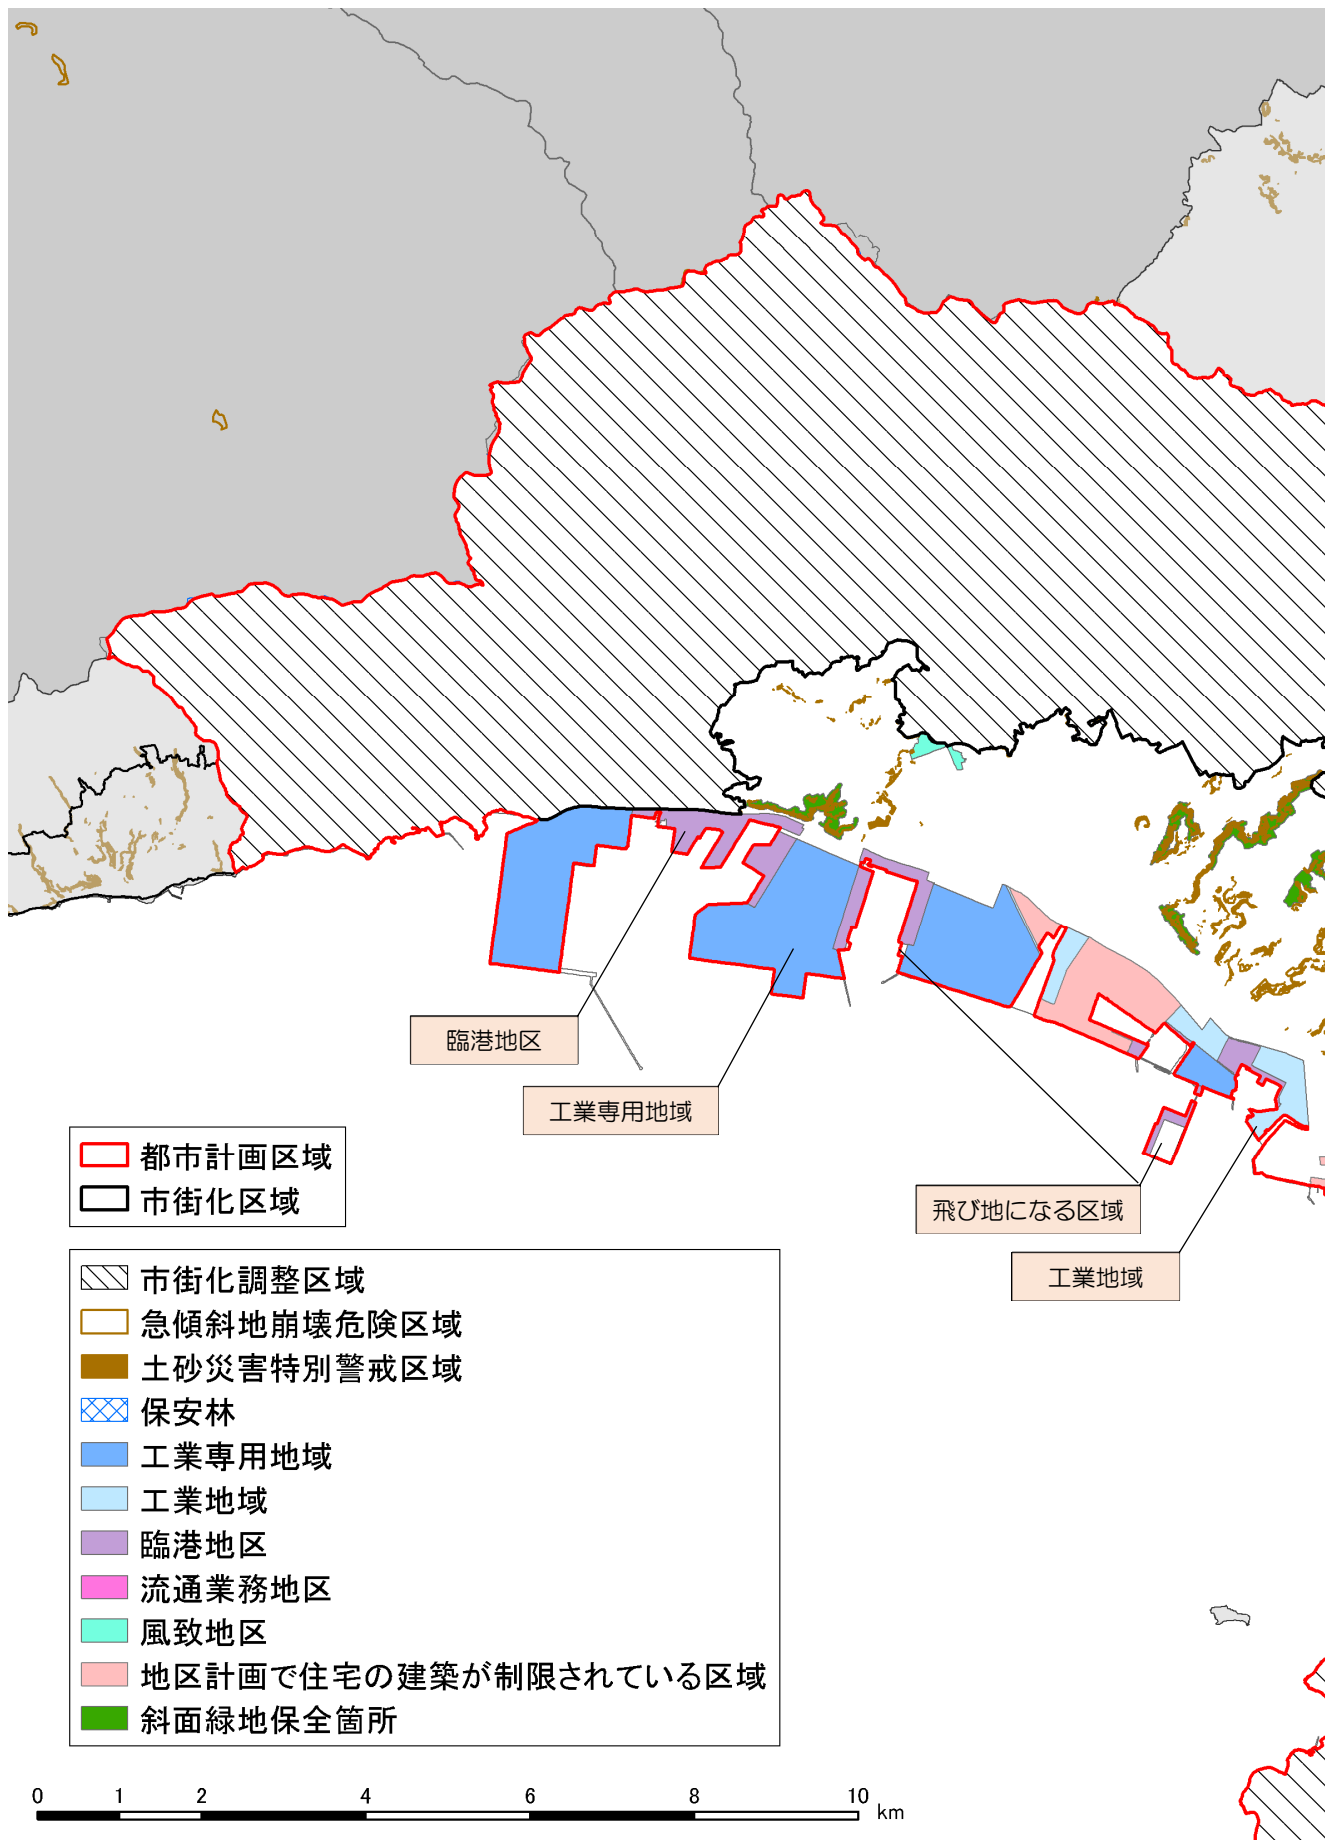 臨港地区
工業専用地域
飛び地になる区域
工業地域
都市計画区域
市街化区域
市街化調整区域
急傾斜地崩壊危険区域
土砂災害特別警戒区域
保安林
工業専用地域
工業地域
臨港地区
流通業務地区
風致地区
地区計画で住宅の建築が制限されている区域
斜面緑地保全箇所
0 1 2 4 6 8 10
km